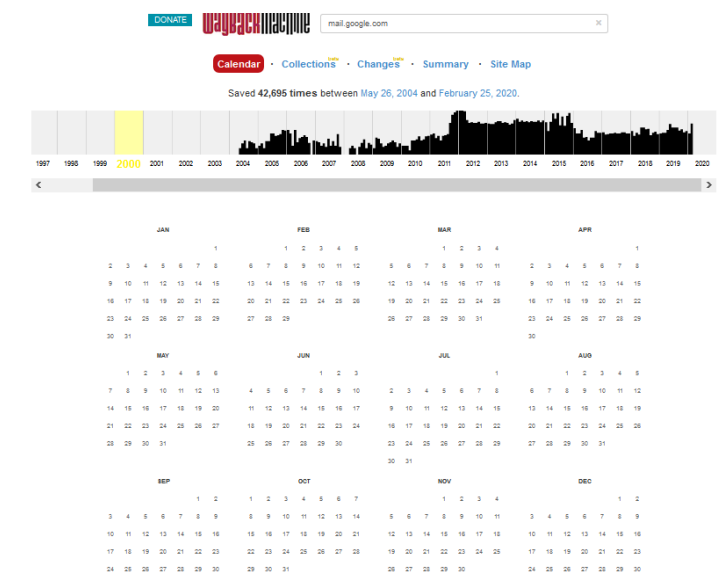 DONATE WayBackMachine mail.google.com ×
beta beta
Calendar · Collections · Changes · Summary · Site Map
Saved 42,695 times between May 26, 2004 and February 25, 2020.
1997 1998 1999 2000 2001 2002 2003 2004 2005 2006 2007 2008 2009 2010 2011 2012 2013 2014 2015 2016 2017 2018 2019 2020
JAN FEB MAR APR
1 1 2 3 4 5 1 2 3 4 1
2 3 4 5 6 7 8 6 7 8 9 10 11 12 5 6 7 8 9 10 11 2 3 4 5 6 7 8
9 10 11 12 13 14 15 13 14 15 16 17 18 19 12 13 14 15 16 17 18 9 10 11 12 13 14 15
16 17 18 19 20 21 22 20 21 22 23 24 25 26 19 20 21 22 23 24 25 16 17 18 19 20 21 22
23 24 25 26 27 28 29 27 28 29 26 27 28 29 30 31 23 24 25 26 27 28 29
30 31 30
MAY JUN JUL AUG
1 2 3 4 5 6 1 2 3 1 1 2 3 4 5
7 8 9 10 11 12 13 4 5 6 7 8 9 10 2 3 4 5 6 7 8 6 7 8 9 10 11 12
14 15 16 17 18 19 20 11 12 13 14 15 16 17 9 10 11 12 13 14 15 13 14 15 16 17 18 19
21 22 23 24 25 26 27 18 19 20 21 22 23 24 16 17 18 19 20 21 22 20 21 22 23 24 25 26
28 29 30 31 25 26 27 28 29 30 23 24 25 26 27 28 29 27 28 29 30 31
30 31
SEP OCT NOV DEC
1 2 1 2 3 4 5 6 7 1 2 3 4 1 2
3 4 5 6 7 8 9 8 9 10 11 12 13 14 5 6 7 8 9 10 11 3 4 5 6 7 8 9
10 11 12 13 14 15 16 15 16 17 18 19 20 21 12 13 14 15 16 17 18 10 11 12 13 14 15 16
17 18 19 20 21 22 23 22 23 24 25 26 27 28 19 20 21 22 23 24 25 17 18 19 20 21 22 23
24 25 26 27 28 29 30 29 30 31 26 27 28 29 30 24 25 26 27 28 29 30